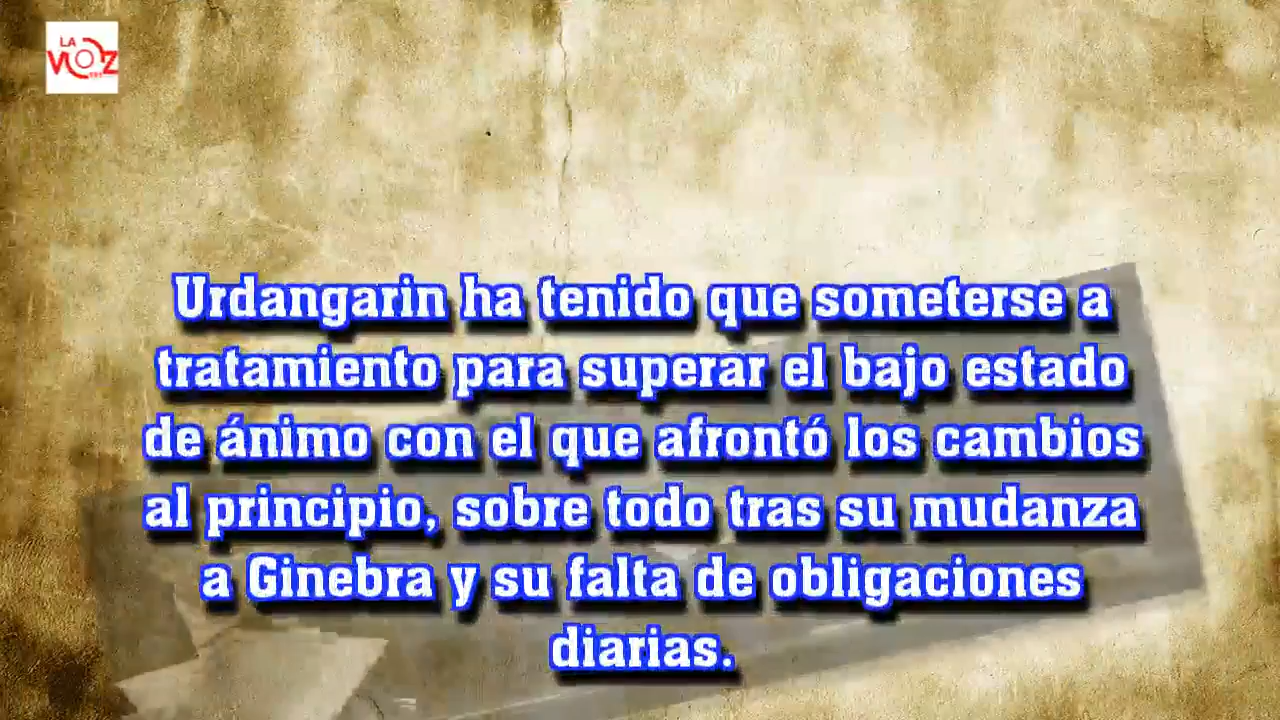 LA
VOZ
Urdangarin ha tenido que someterse a
tratamiento para superar el bajo estado
de ánimo con el que afrontó los cambios
al principio, sobre todo tras su mudanza
a Ginebra y su falta de obligaciones
diarias.